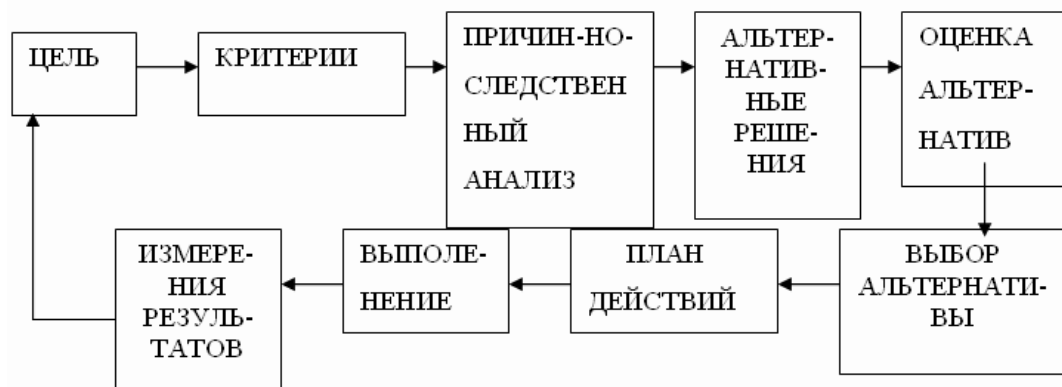 ЦЕЛЬ
КРИТЕРИИ
ПРИЧИН-НО-
СЛЕДСТВЕН
НЫЙ
АНАЛИЗ
АЛЬТЕР-
НАТИВ-
НЫЕ
РЕШЕ-
НИЯ
ОЦЕНКА
АЛЬТЕР-
НАТИВ
ИЗМЕРЕ-
НИЯ
РЕЗУЛЬ-
ТАТОВ
ВЫПОЛЕ-
НЕНИЕ
ПЛАН
ДЕЙСТВИЙ
ВЫБОР
АЛЬТЕРНАТИ-
ВЫ